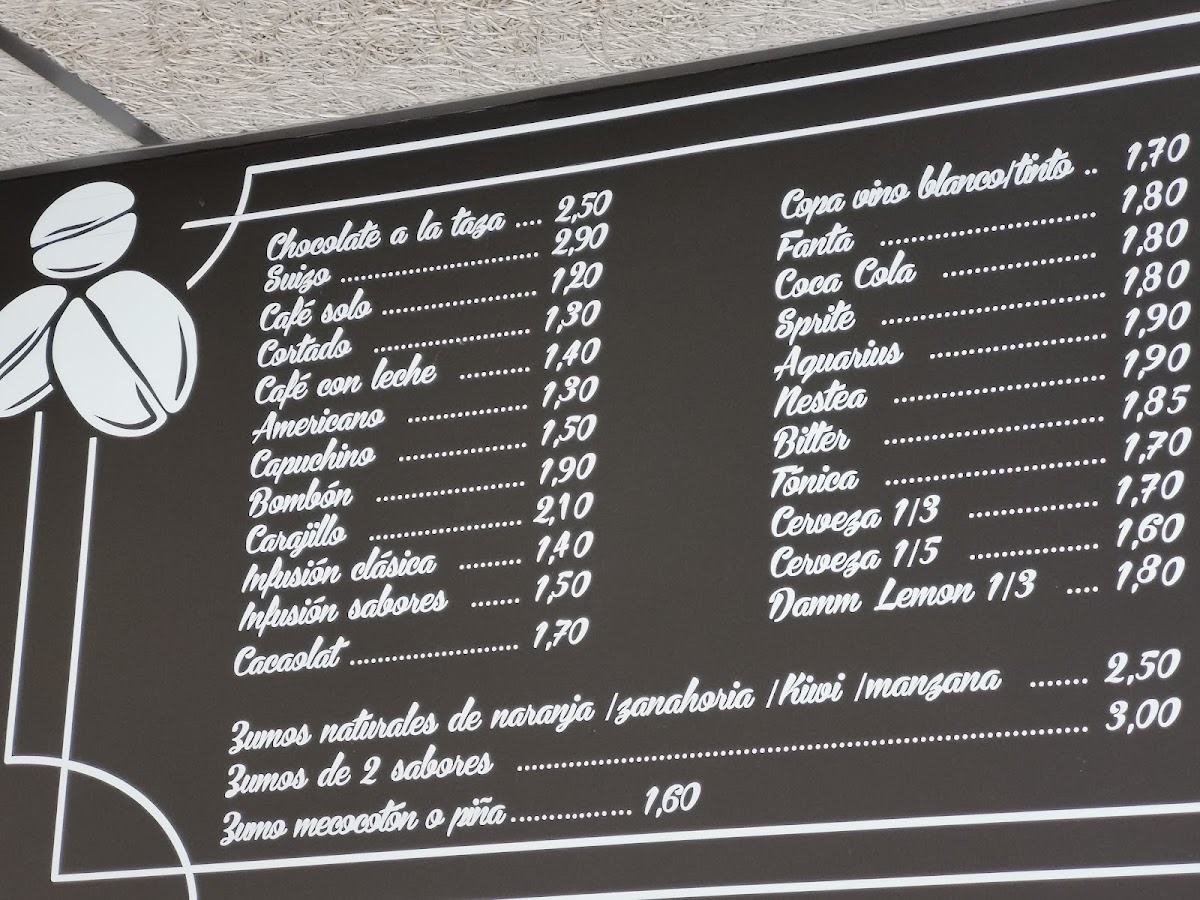 Chocolate a la taza .... 2,50
Suizo ........ 2,90
Café solo ........ 1,20
Cortado ........ 1,30
Café con leche ........ 1,40
Americano ........ 1,30
Capuchino ........ 1,50
Bombón ........ 1,90
Carajillo ........ 2,10
Infusión clásica ........ 1,40
Infusión sabores ....... 1,50
Cacaolat ........ 1,70
Copa vino blanco/tinto .. 1,70
Fanta ........ 1,80
Coca Cola ........ 1,80
Sprite ........ 1,80
Aquarius ........ 1,90
Nestea ........ 1,90
Bitter ........ 1,85
Tónica ........ 1,70
Cerveza 1/3 ........ 1,70
Cerveza 1/5 ........ 1,60
Damm Lemon 1/3 .... 1,80
Zumos naturales de naranja /zanahoria /Kiwi /manzana ....... 2,50
Zumos de 2 sabores ........ 3,00
Zumo mecocotón o piña ........ 1,60